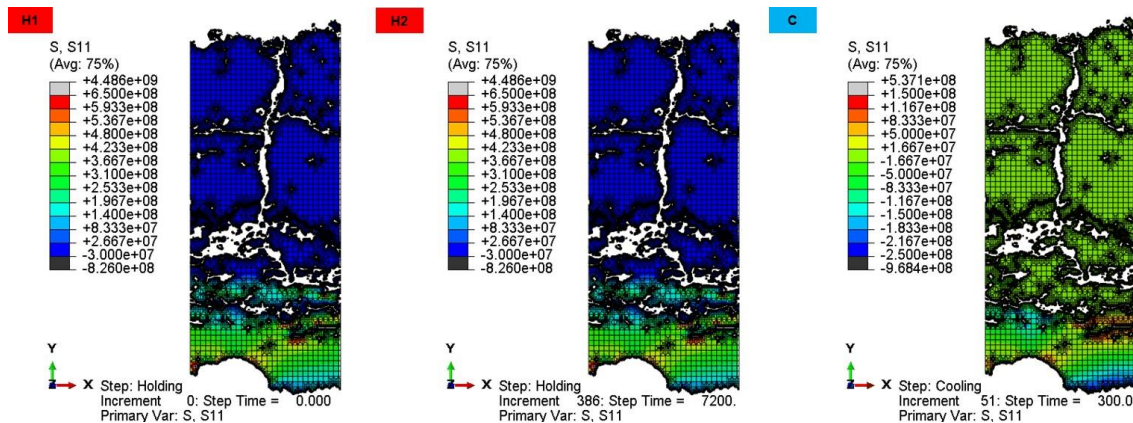 H1
S, S11
(Avg: 75%)
+4.486e+09
+6.500e+08
+5.933e+08
+5.367e+08
+4.800e+08
+4.233e+08
+3.667e+08
+3.100e+08
+2.533e+08
+1.967e+08
+1.400e+08
+8.333e+07
+2.667e+07
-3.000e+07
-8.260e+08
Y
Z
X
Step: Holding
Increment 0: Step Time = 0.000
Primary Var: S, S11
H2
S, S11
(Avg: 75%)
+4.486e+09
+6.500e+08
+5.933e+08
+5.367e+08
+4.800e+08
+4.233e+08
+3.667e+08
+3.100e+08
+2.533e+08
+1.967e+08
+1.400e+08
+8.333e+07
+2.667e+07
-3.000e+07
-8.260e+08
Y
Z
X
Step: Holding
Increment 386: Step Time = 7200.
Primary Var: S, S11
C
S, S11
(Avg: 75%)
+5.371e+08
+1.500e+08
+1.167e+08
+8.333e+07
+5.000e+07
+1.667e+07
-1.667e+07
-5.000e+07
-8.333e+07
-1.167e+08
-1.500e+08
-1.833e+08
-2.167e+08
-2.500e+08
-9.684e+08
Y
Z
X
Step: Cooling
Increment 51: Step Time = 300.0
Primary Var: S, S11